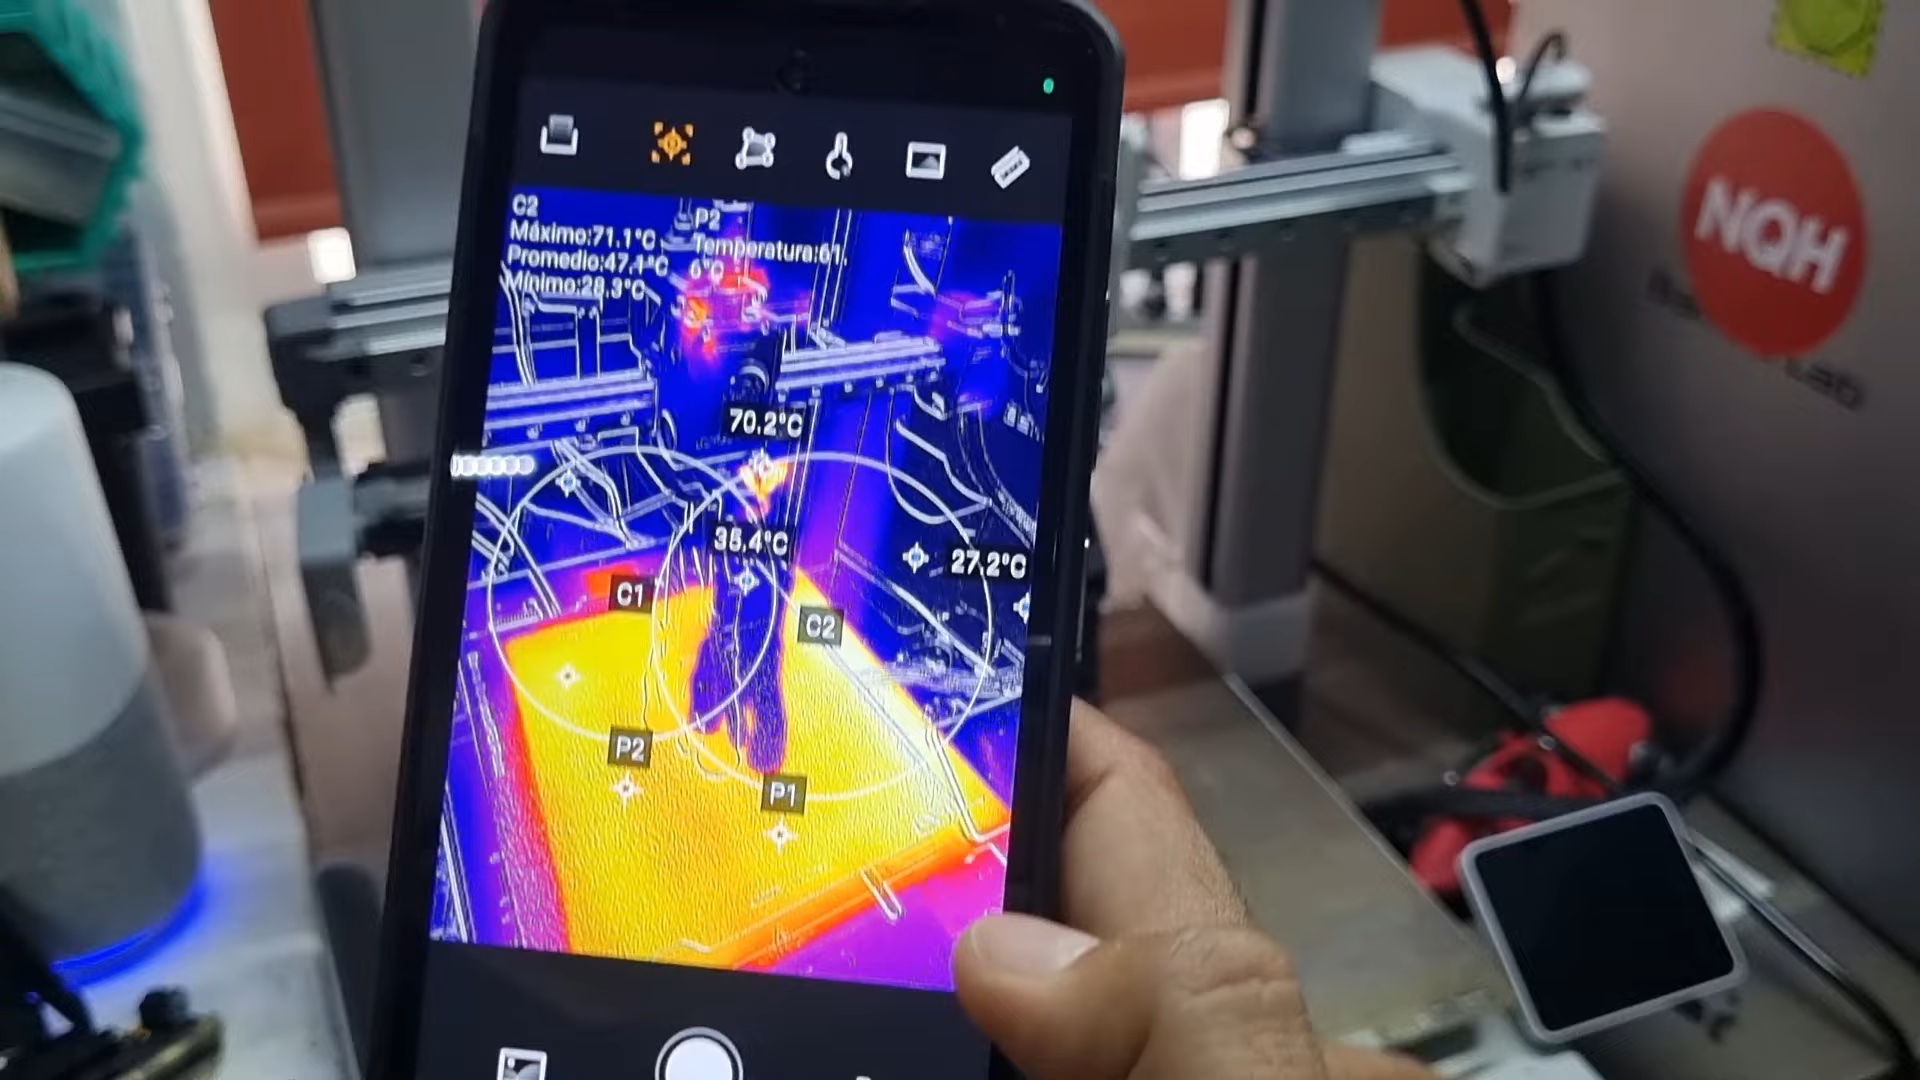 C2
Máximo:71.1°C
Promedio:47.1°C
Mínimo:28.3°C
P2
Temperatura:61.
6°C
70.2°C
35.4°C
27.2°C
C1
C2
P2
P1
NQH
Lab